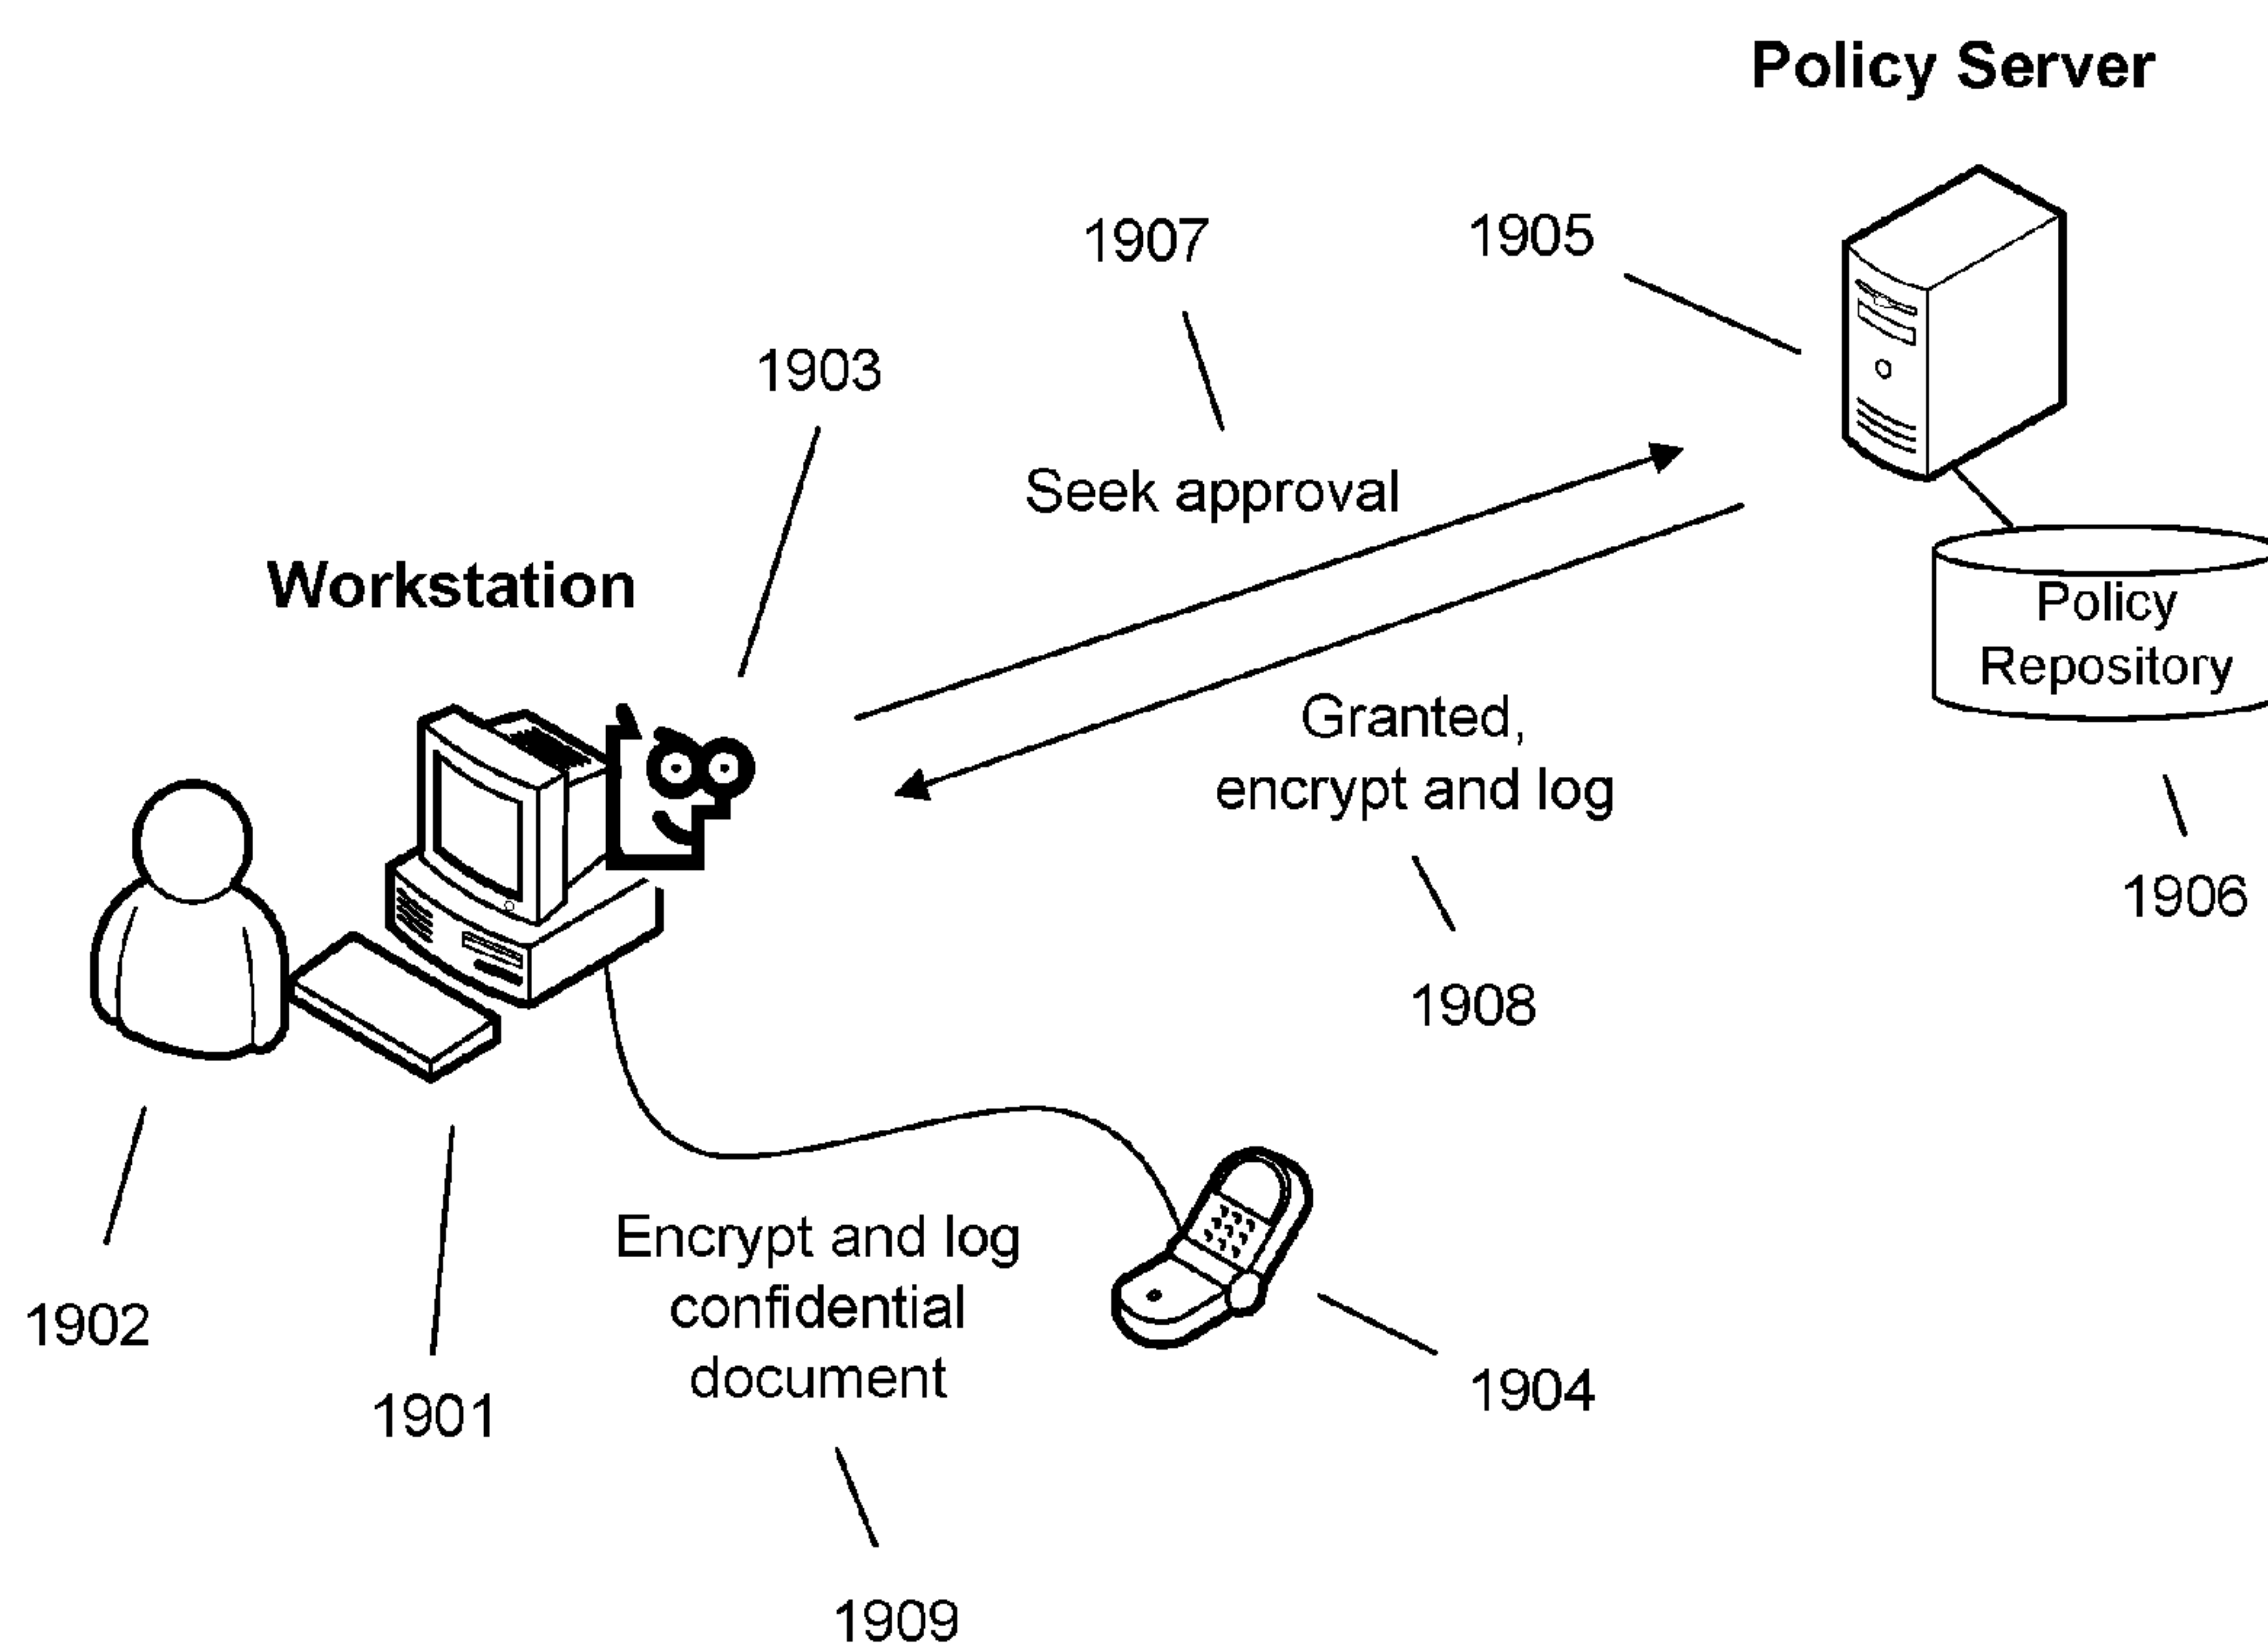 Policy Server
1907
1905
1903
Seek approval
Workstation
Policy
Repository
Granted,
encrypt and log
1906
1908
Encrypt and log
confidential
document
1902
1901
1904
1909